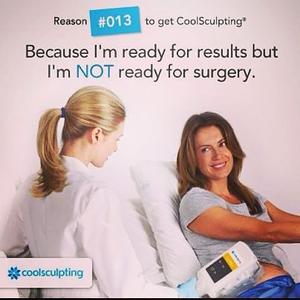 Reason #013 to get CoolSculpting®
Because I'm ready for results but
I'm NOT ready for surgery.
coolsculpting